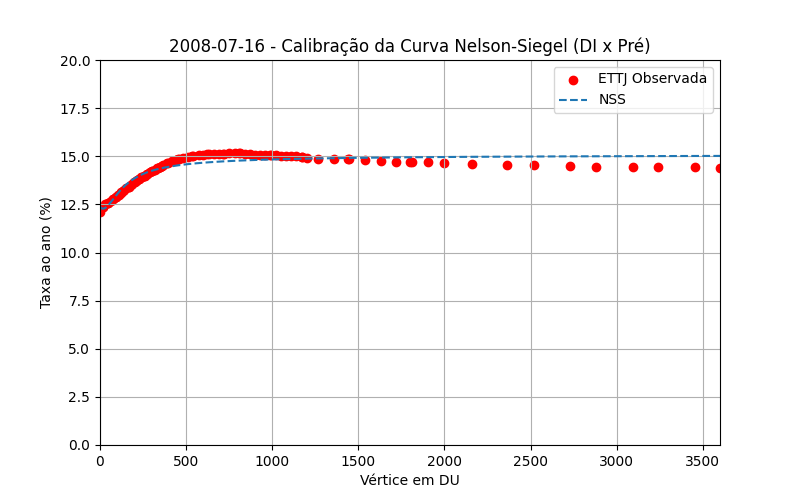 2008-07-16 - Calibração da Curva Nelson-Siegel (DI x Pré)
ETTJ Observada
NSS
Taxa ao ano (%)
20.0
17.5
15.0
12.5
10.0
7.5
5.0
2.5
0.0
0 500 1000 1500 2000 2500 3000 3500
Vértice em DU